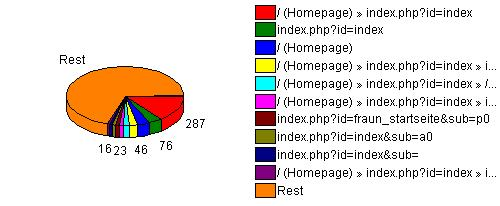 Rest
287
76
46
23
16
/ (Homepage) » index.php?id=index
index.php?id=index
/ (Homepage)
/ (Homepage) » index.php?id=index » i...
/ (Homepage) » index.php?id=index » /...
/ (Homepage) » index.php?id=index » i...
index.php?id=fraun_startseite&sub=p0
index.php?id=index&sub=a0
index.php?id=index&sub=
/ (Homepage) » index.php?id=index » i...
Rest